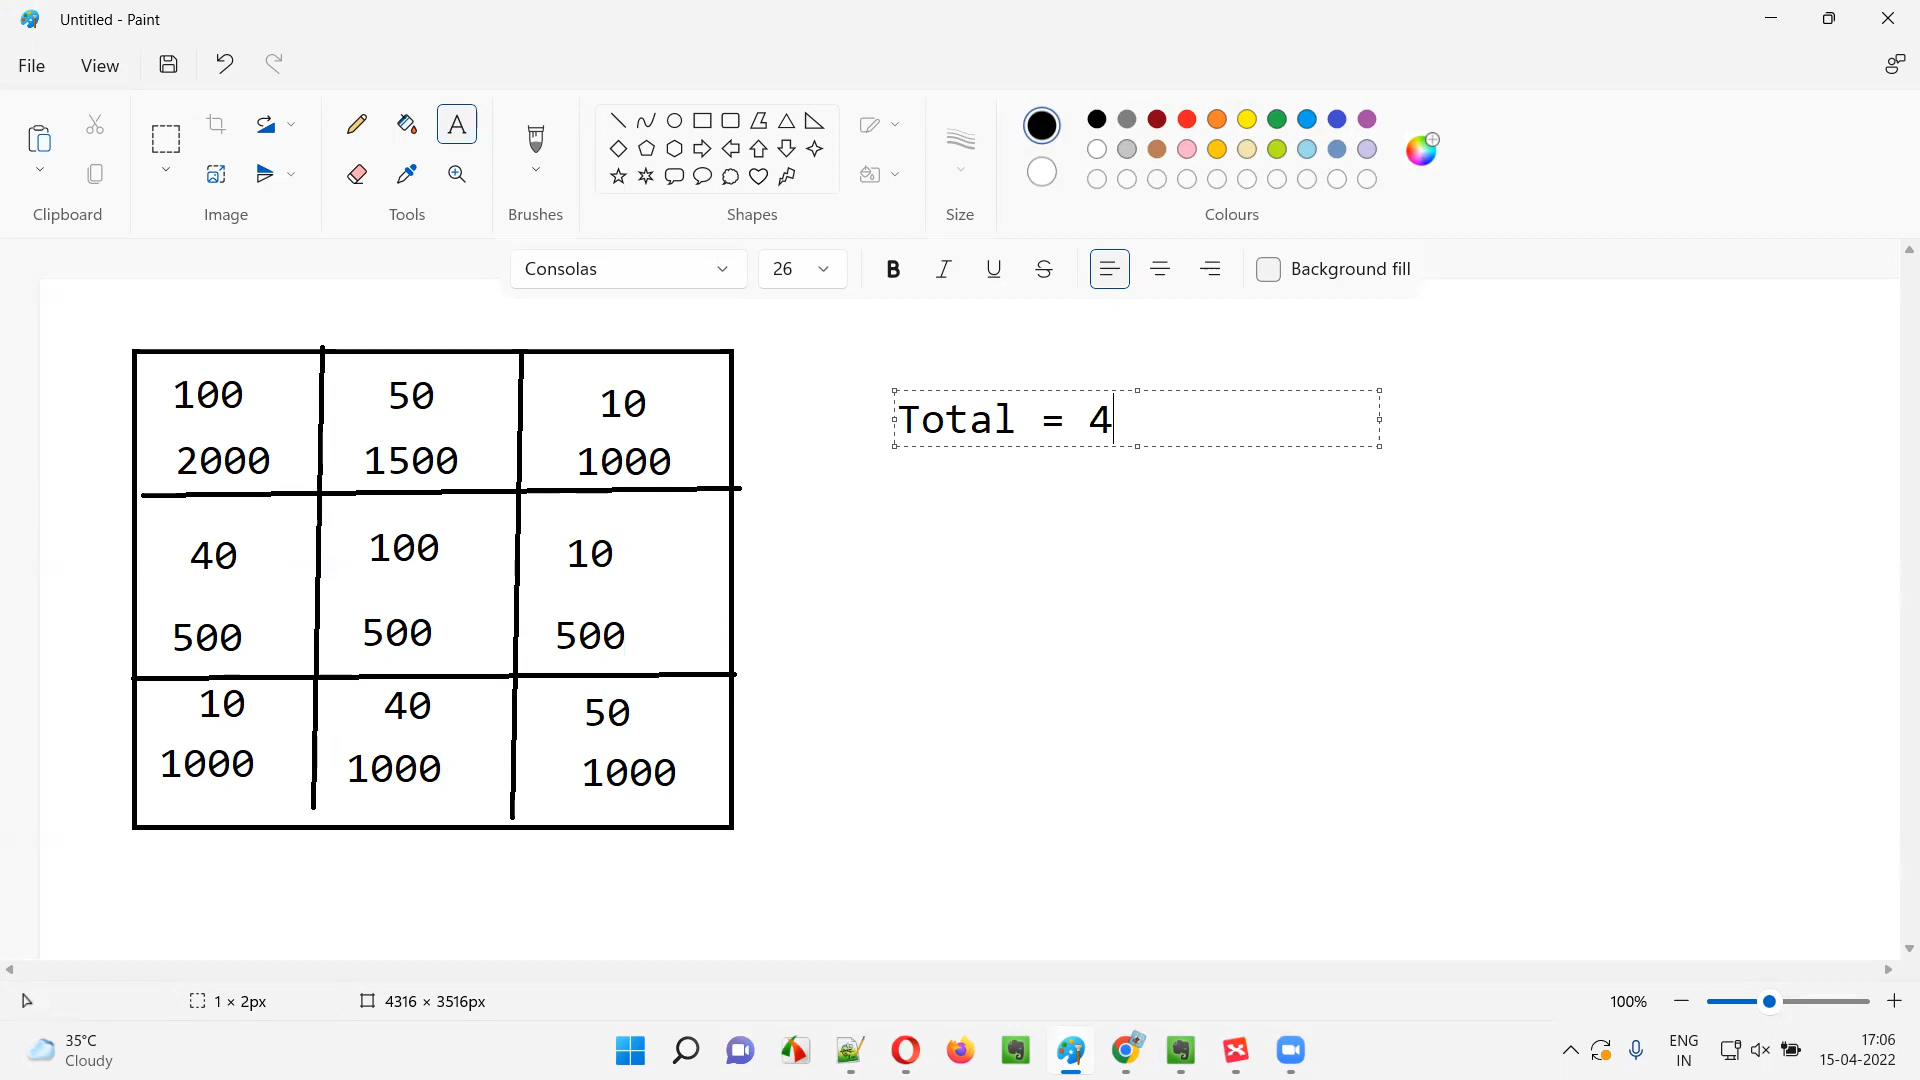 Untitled - Paint
File View
Clipboard Image Tools Brushes Shapes Size Colours
Consolas 26 B I U S Background fill
100 50 10
2000 1500 1000
40 100 10
500 500 500
10 40 50
1000 1000 1000
Total = 4
1 × 2px 4316 × 3516px 100%
35°C
Cloudy
ENG
IN
17:06
15-04-2022